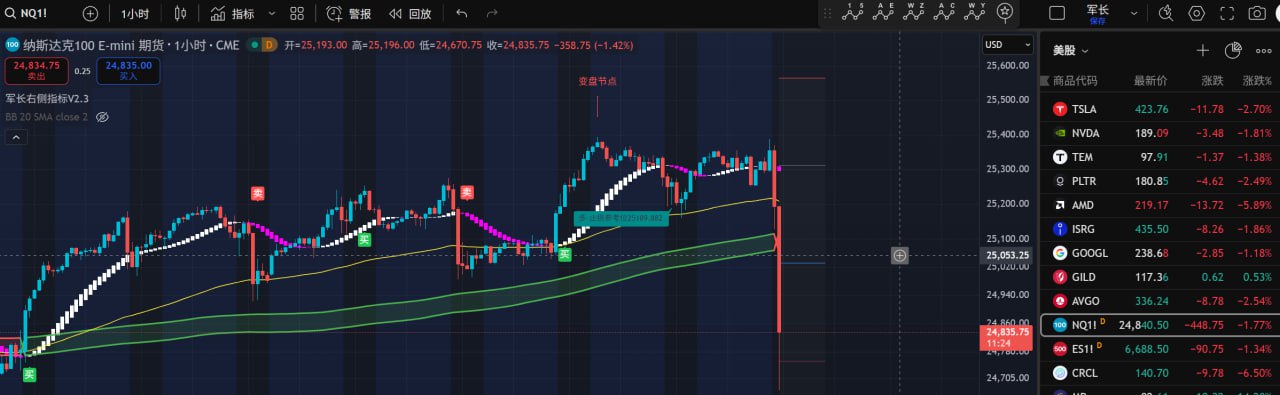 NQ1! 1小时 指标 警报 回放 1 5 A E W Z A C W Y 军长 保存
100 纳斯达克100 E-mini 期货 · 1小时 · CME D 开=25,193.00 高=25,196.00 低=24,670.75 收=24,835.75 −358.75 (−1.42%)
24,834.75 卖出
0.25
24,835.00 买入
军长右侧指标V2.3
BB 20 SMA close 2
变盘节点
卖
卖
买
买
买
USD
25,600.00
25,500.00
25,400.00
25,300.00
25,200.00
25,100.00
25,053.25
25,020.00
24,940.00
24,860.00
24,835.75
11:24
24,780.00
24,705.00
美股
商品代码 最新价 涨跌 涨跌%
TSLA 423.76 −11.78 −2.70%
NVDA 189.09 −3.48 −1.81%
TEM 97.91 −1.37 −1.38%
PLTR 180.85 −4.62 −2.49%
AMD 219.17 −13.72 −5.89%
ISRG 435.50 −8.26 −1.86%
GOOGL 238.68 −2.85 −1.18%
GILD 117.36 0.62 0.53%
AVGO 336.24 −8.78 −2.54%
100 NQ1! D 24,840.50 −448.75 −1.77%
500 ES1! D 6,688.50 −90.75 −1.34%
CRCL 140.70 −9.78 −6.50%